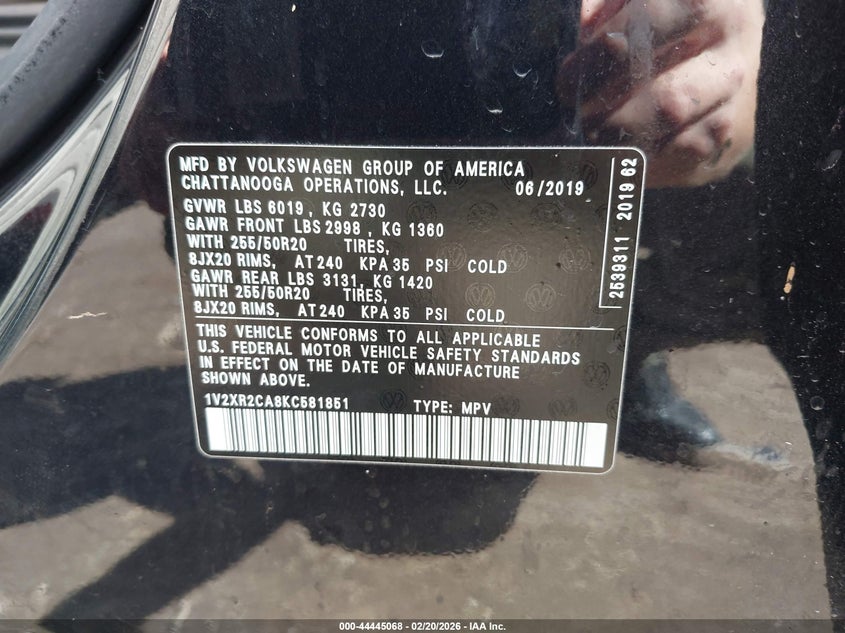 MFD BY VOLKSWAGEN GROUP OF AMERICA
CHATTANOOGA OPERATIONS, LLC. 06/2019
GVWR LBS 6019, KG 2730
GAWR FRONT LBS 2998, KG 1360
WITH 255/50R20 TIRES,
8JX20 RIMS, AT 240 KPA 35 PSI COLD
GAWR REAR LBS 3131, KG 1420
WITH 255/50R20 TIRES,
8JX20 RIMS, AT 240 KPA 35 PSI COLD
THIS VEHICLE CONFORMS TO ALL APPLICABLE
U.S. FEDERAL MOTOR VEHICLE SAFETY STANDARDS
IN EFFECT ON THE DATE OF MANUFACTURE
SHOWN ABOVE.
1V2XR2CA8KC581851 TYPE: MPV
2539311 2019 62
000-44445068 - 02/20/2026 - IAA Inc.